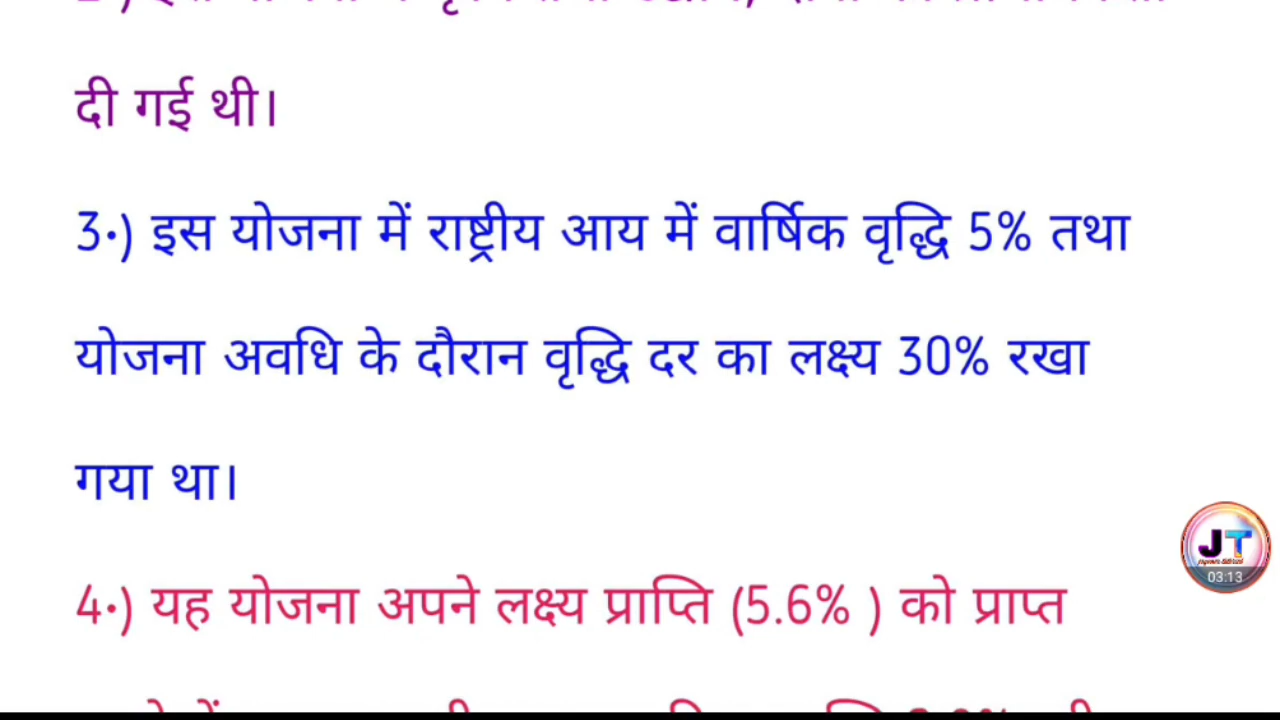 दी गई थी।
3·) इस योजना में राष्ट्रीय आय में वार्षिक वृद्धि 5% तथा
योजना अवधि के दौरान वृद्धि दर का लक्ष्य 30% रखा
गया था।
JT
03:13
4·) यह योजना अपने लक्ष्य प्राप्ति (5.6% ) को प्राप्त